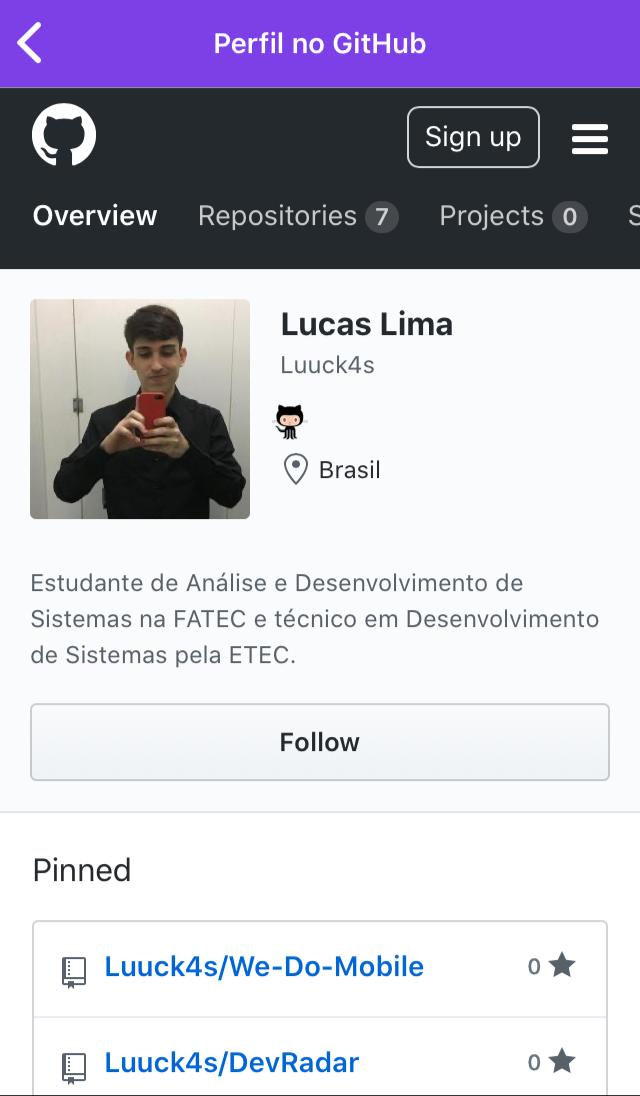 Perfil no GitHub
Sign up
Overview Repositories 7 Projects 0 S
Lucas Lima
Luuck4s
Brasil
Estudante de Análise e Desenvolvimento de
Sistemas na FATEC e técnico em Desenvolvimento
de Sistemas pela ETEC.
Follow
Pinned
Luuck4s/We-Do-Mobile 0
Luuck4s/DevRadar 0